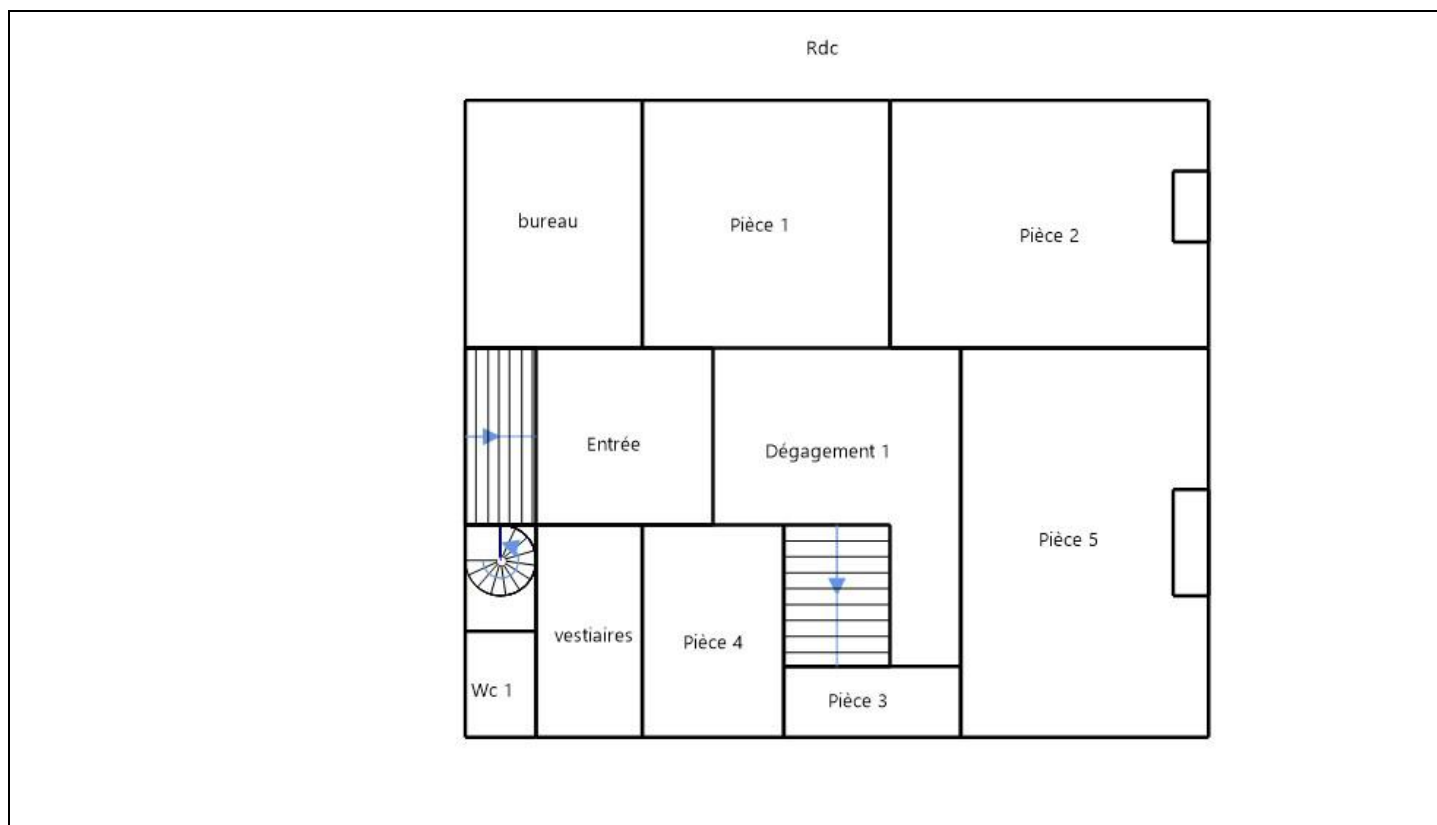 Rdc
bureau
Pièce 1
Pièce 2
Entrée
Dégagement 1
Pièce 5
vestiaires
Pièce 4
Wc 1
Pièce 3